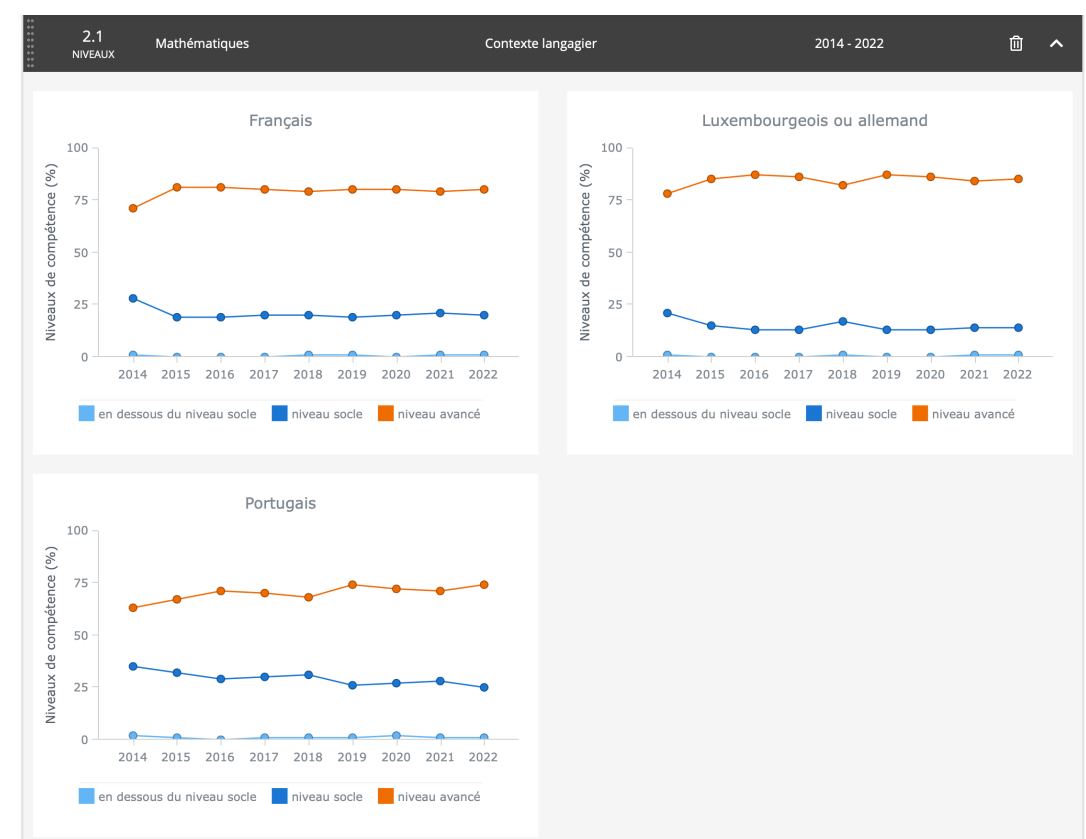 2.1
NIVEAUX
Mathématiques
Contexte langagier
2014 - 2022
Français
Niveaux de compétence (%)
100
75
50
25
0
2014 2015 2016 2017 2018 2019 2020 2021 2022
en dessous du niveau socle niveau socle niveau avancé
Luxembourgeois ou allemand
Niveaux de compétence (%)
100
75
50
25
0
2014 2015 2016 2017 2018 2019 2020 2021 2022
en dessous du niveau socle niveau socle niveau avancé
Portugais
Niveaux de compétence (%)
100
75
50
25
0
2014 2015 2016 2017 2018 2019 2020 2021 2022
en dessous du niveau socle niveau socle niveau avancé